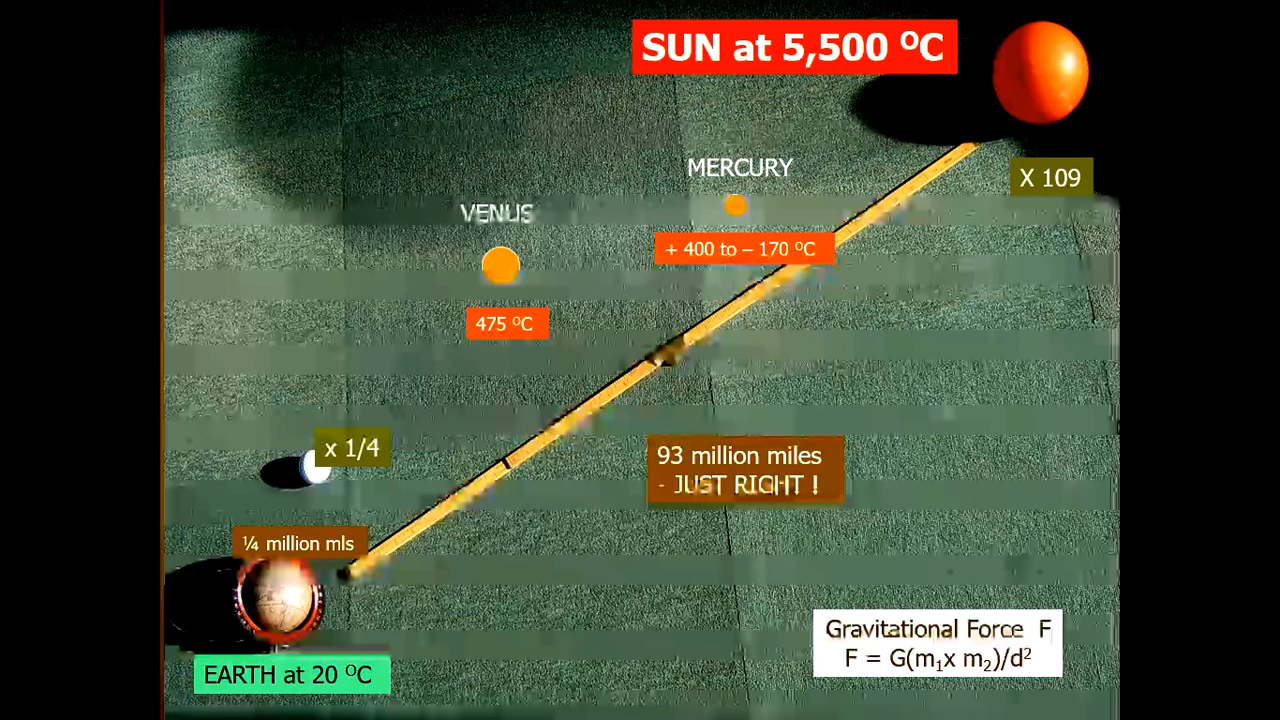 SUN at 5,500 ºC
X 109
MERCURY
+ 400 to – 170 ºC
VENUS
475 ºC
x 1/4
93 million miles
- JUST RIGHT !
¼ million mls
EARTH at 20 ºC
Gravitational Force F
F = G(m₁x m₂)/d²